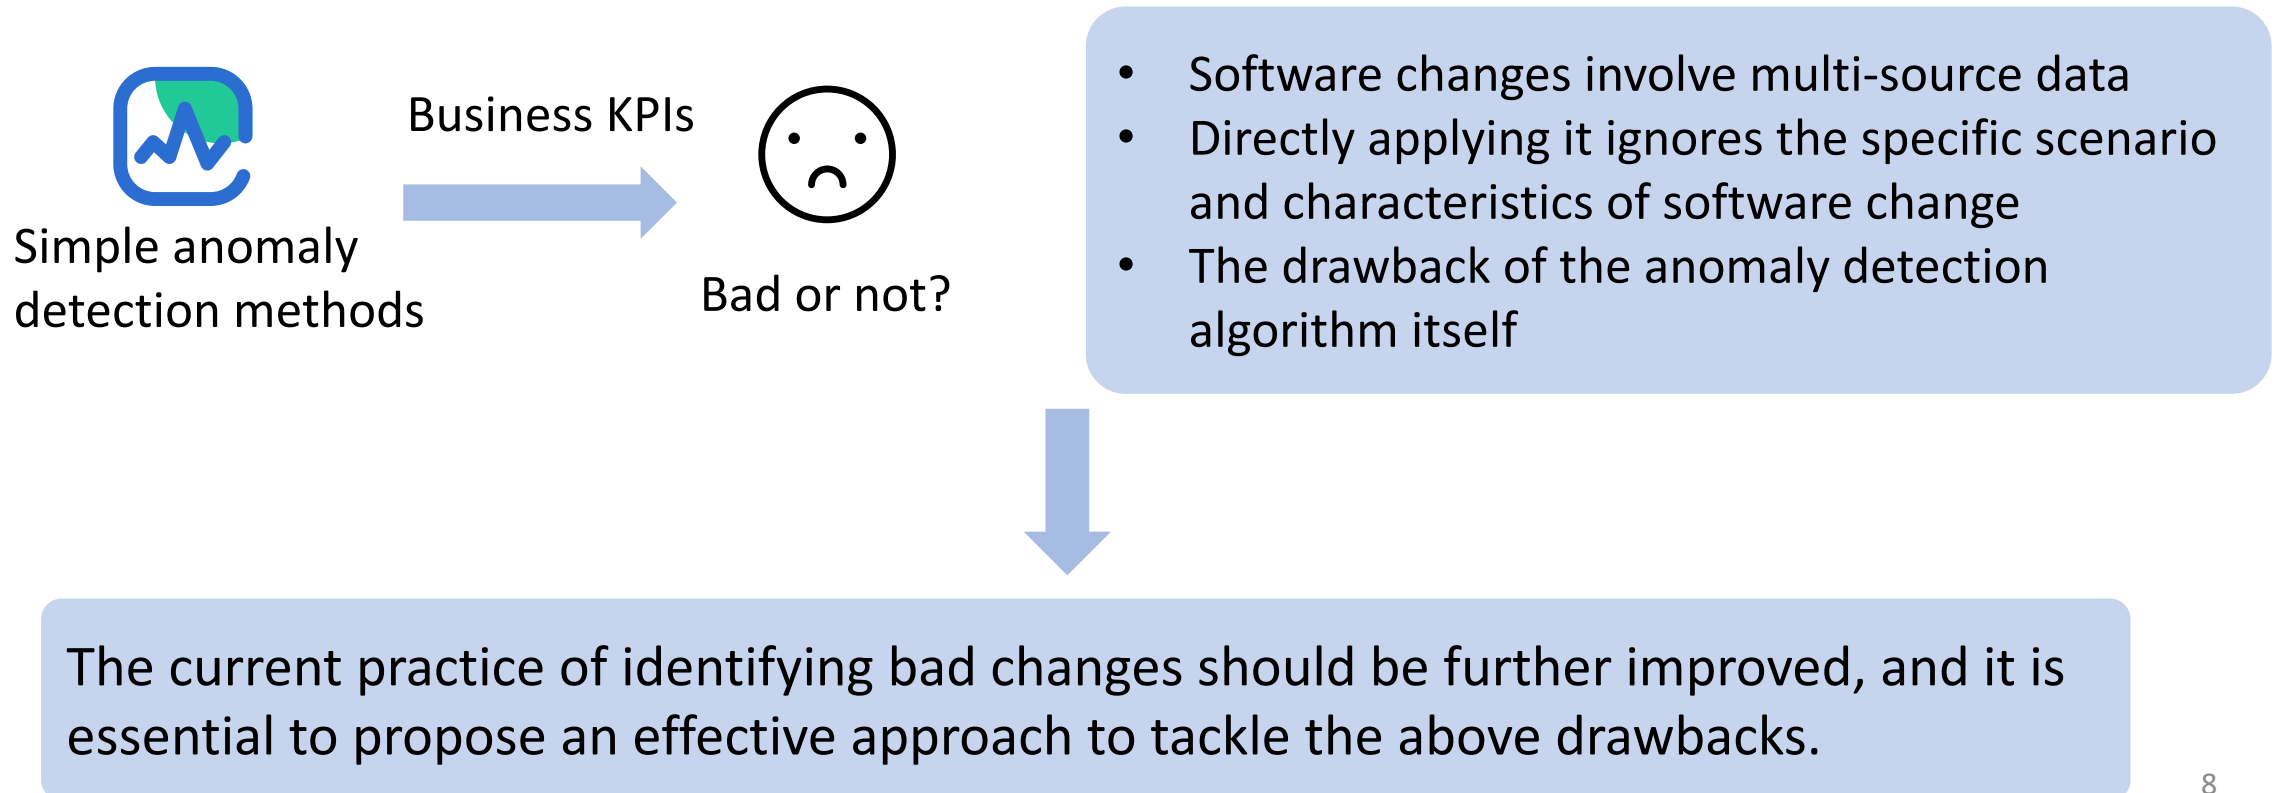 Business KPIs
Simple anomaly
detection methods
Bad or not?
• Software changes involve multi-source data
• Directly applying it ignores the specific scenario
and characteristics of software change
• The drawback of the anomaly detection
algorithm itself
The current practice of identifying bad changes should be further improved, and it is
essential to propose an effective approach to tackle the above drawbacks.
8